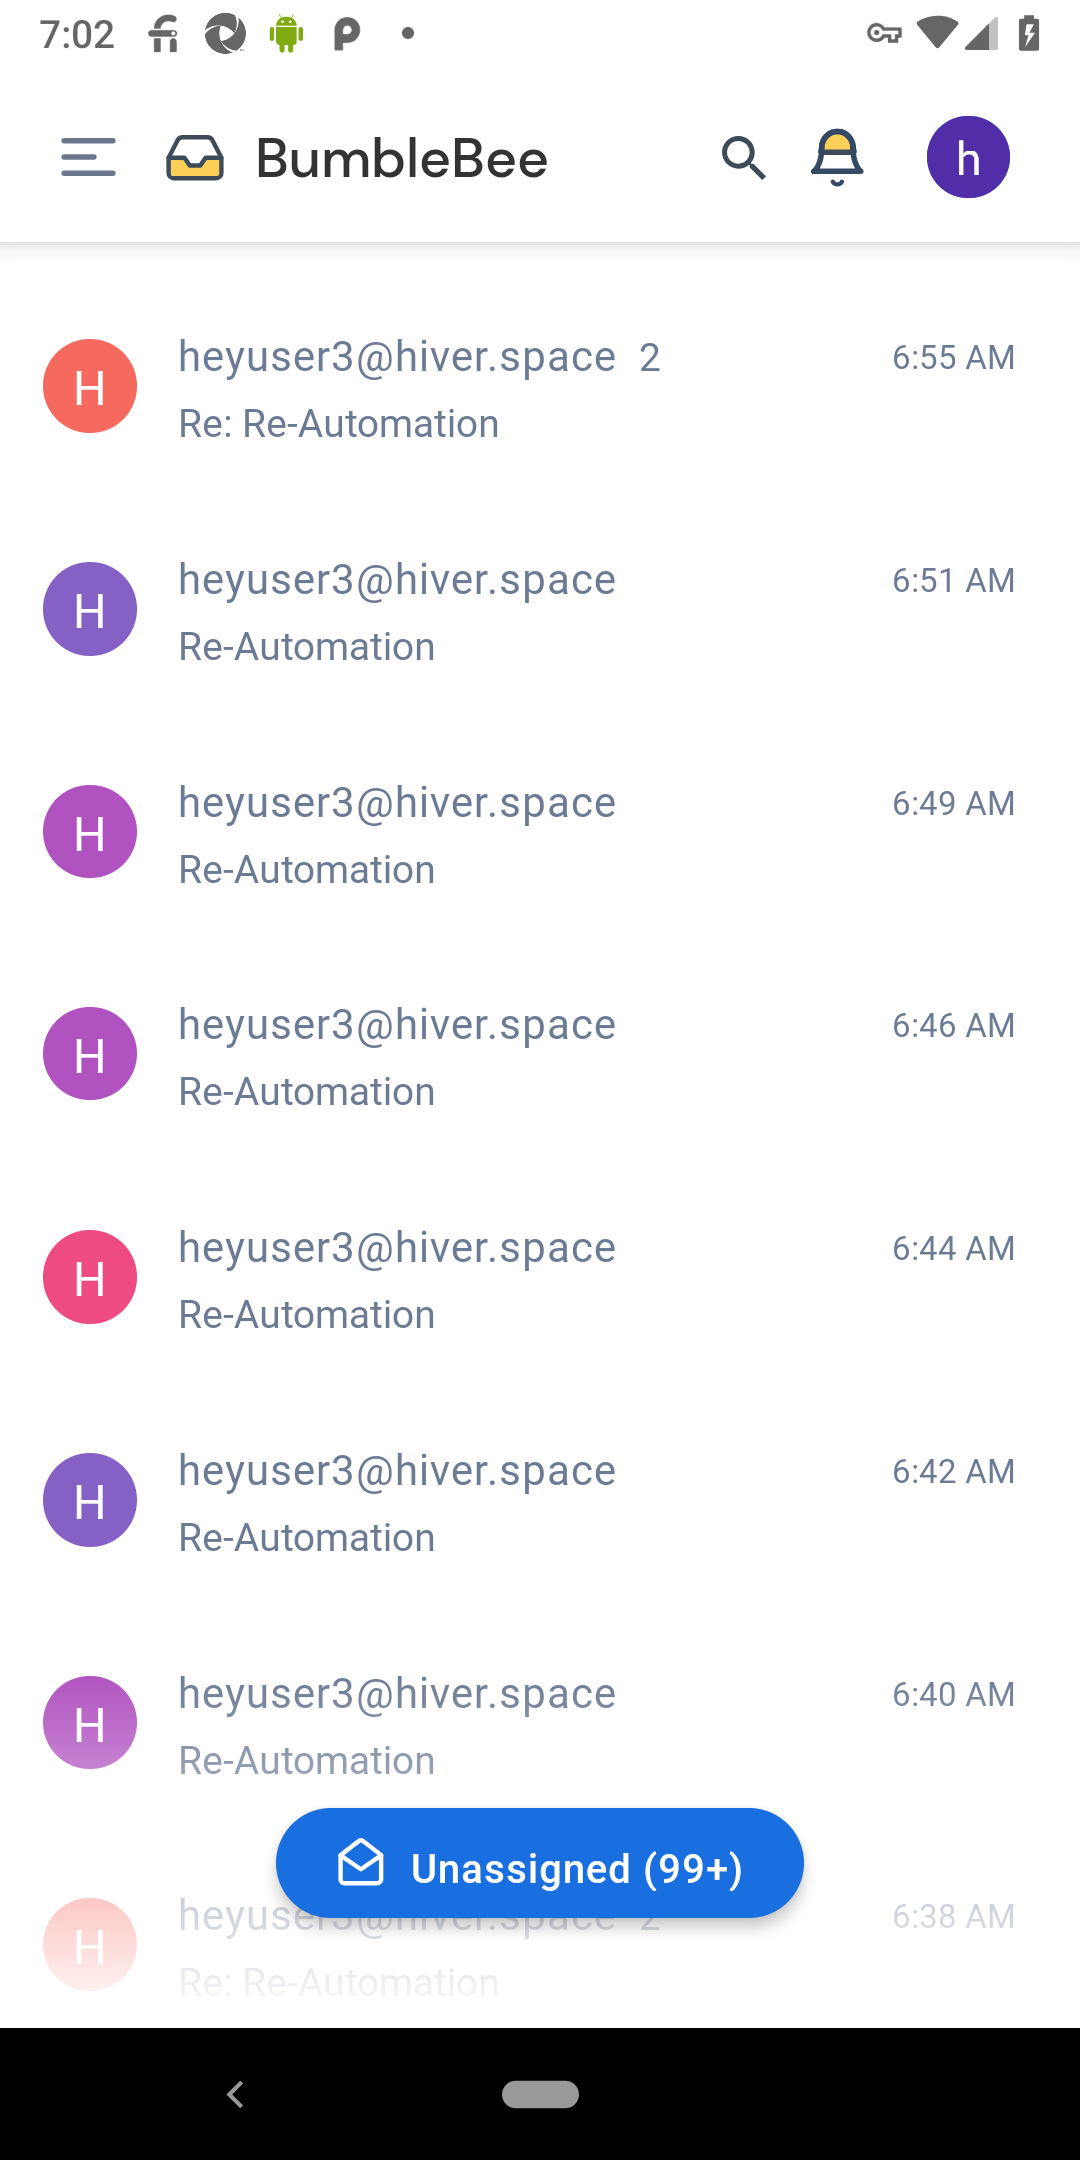 7:02
BumbleBee
h
H
heyuser3@hiver.space 2
6:55 AM
Re: Re-Automation
H
heyuser3@hiver.space
6:51 AM
Re-Automation
H
heyuser3@hiver.space
6:49 AM
Re-Automation
H
heyuser3@hiver.space
6:46 AM
Re-Automation
H
heyuser3@hiver.space
6:44 AM
Re-Automation
H
heyuser3@hiver.space
6:42 AM
Re-Automation
H
heyuser3@hiver.space
6:40 AM
Re-Automation
Unassigned (99+)
H
heyuser3@hiver.space 2
6:38 AM
Re: Re-Automation